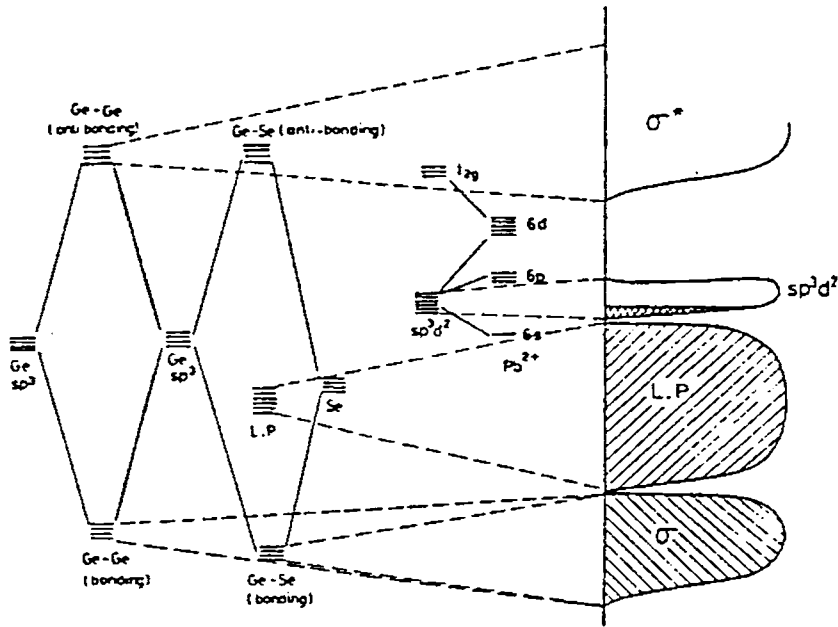 Ge-Ge
(anti bonding)
Ge-Se (anti-bonding)
σ*
t2g
6d
6p
sp³d²
sp³d²
6s
Pb²⁺
Ge
sp³
Ge
sp³
Se
L.P
L.P
σ
Ge-Ge
(bonding)
Ge-Se
(bonding)